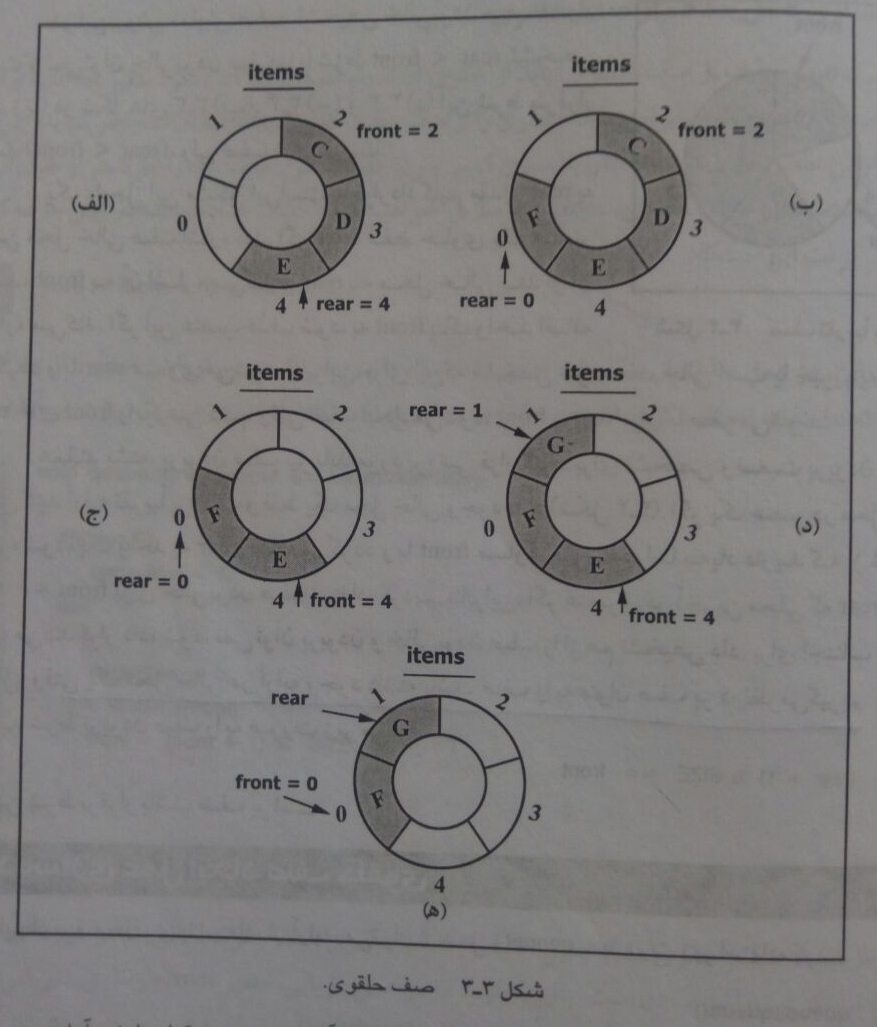 items
1
2
front = 2
C
(الف)
0
D
3
E
4
rear = 4
items
1
2
front = 2
C
(ب)
F
0
D
3
rear = 0
E
4
items
1
2
(ج)
0
F
3
rear = 0
E
4
front = 4
items
rear = 1
1
2
G
(د)
0
F
3
E
4
front = 4
items
rear
1
2
G
front = 0
0
F
3
4
(ه)
شکل ۳ـ۳ صف حلقوی.